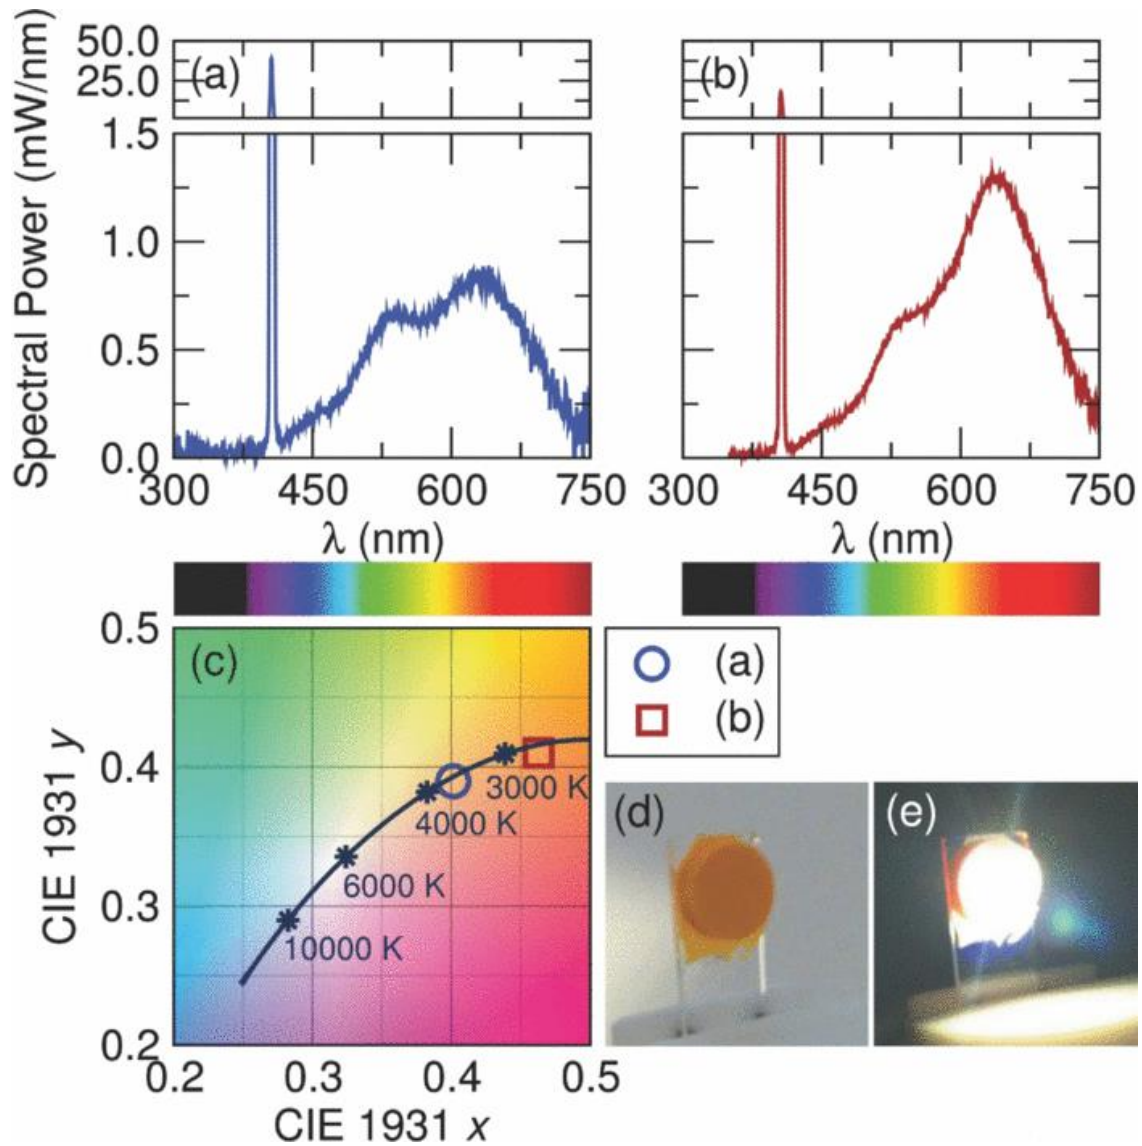 50.0
25.0
(a)
(b)
1.5
1.0
0.5
0.0
Spectral Power (mW/nm)
300 450 600 750
300 450 600 750
λ (nm)
λ (nm)
0.5
0.4
0.3
0.2
CIE 1931 y
(c)
3000 K
4000 K
6000 K
10000 K
0.2 0.3 0.4 0.5
CIE 1931 x
(a)
(b)
(d)
(e)